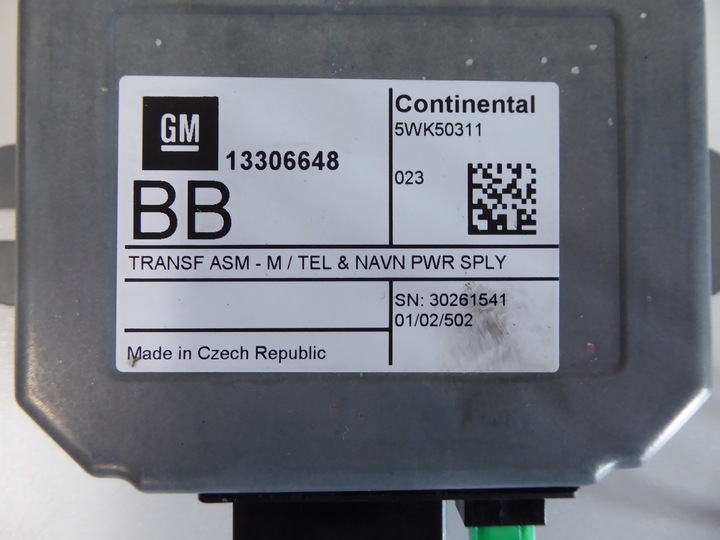 GM
13306648
BB
Continental
5WK50311
023
TRANSF ASM - M / TEL & NAVN PWR SPLY
SN: 30261541
01/02/502
Made in Czech Republic